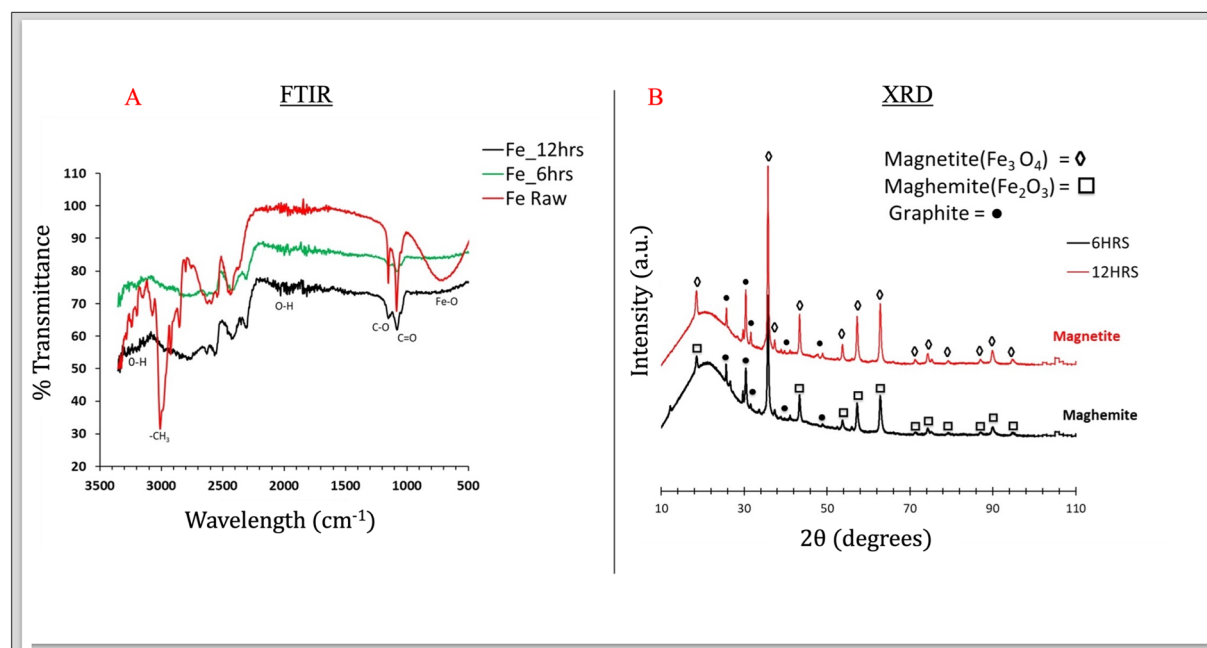 A
FTIR
Fe_12hrs
Fe_6hrs
Fe Raw
% Transmittance
110
100
90
80
70
60
50
40
30
20
O-H
-CH₃
O-H
C-O
C=O
Fe-O
3500
3000
2500
2000
1500
1000
500
Wavelength (cm⁻¹)
B
XRD
Magnetite(Fe₃ O₄) = ◊
Maghemite(Fe₂O₃) = □
Graphite = ●
6HRS
12HRS
Intensity (a.u.)
Magnetite
Maghemite
10
30
50
70
90
110
2θ (degrees)